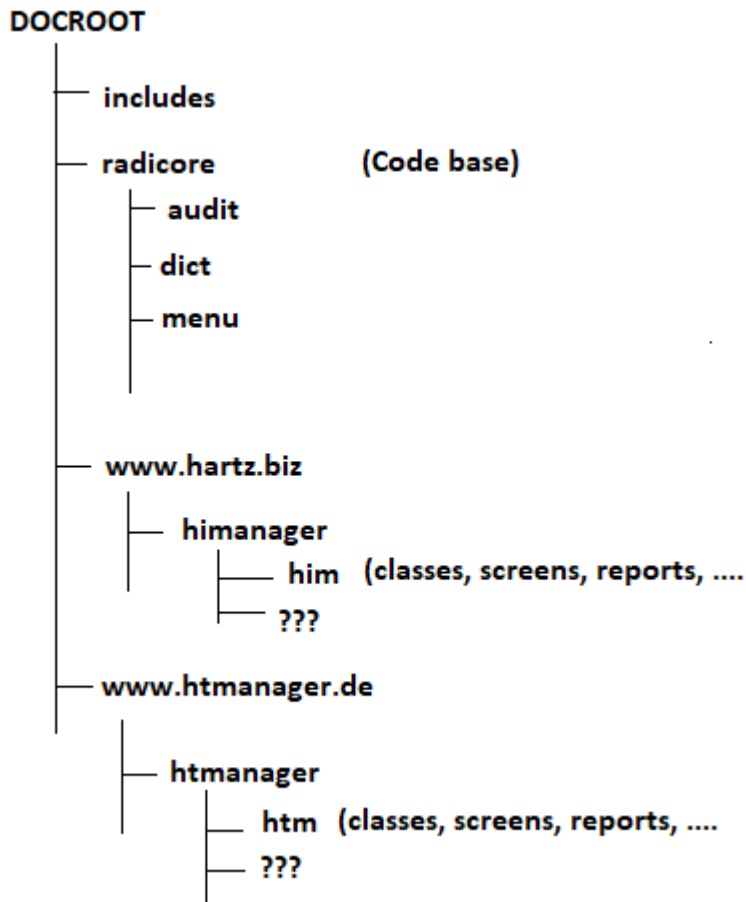 DOCROOT
includes
radicore (Code base)
audit
dict
menu
www.hartz.biz
himanager
him (classes, screens, reports, ....
???
www.htmanager.de
htmanager
htm (classes, screens, reports, ....
???